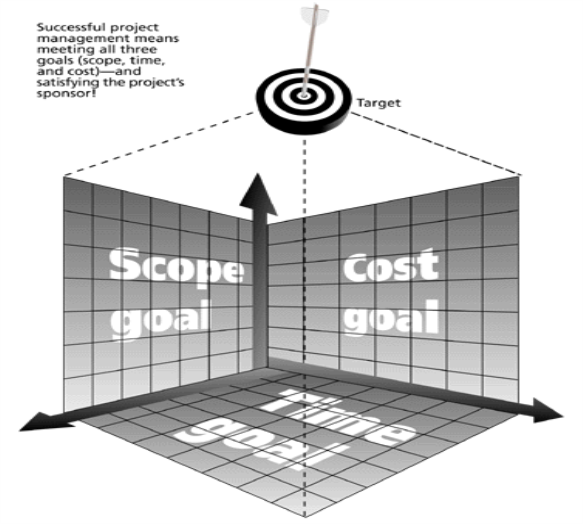 Successful project
management means
meeting all three
goals (scope, time,
and cost)—and
satisfying the project's
sponsor!
Target
Scope
goal
Cost
goal
Time
goal